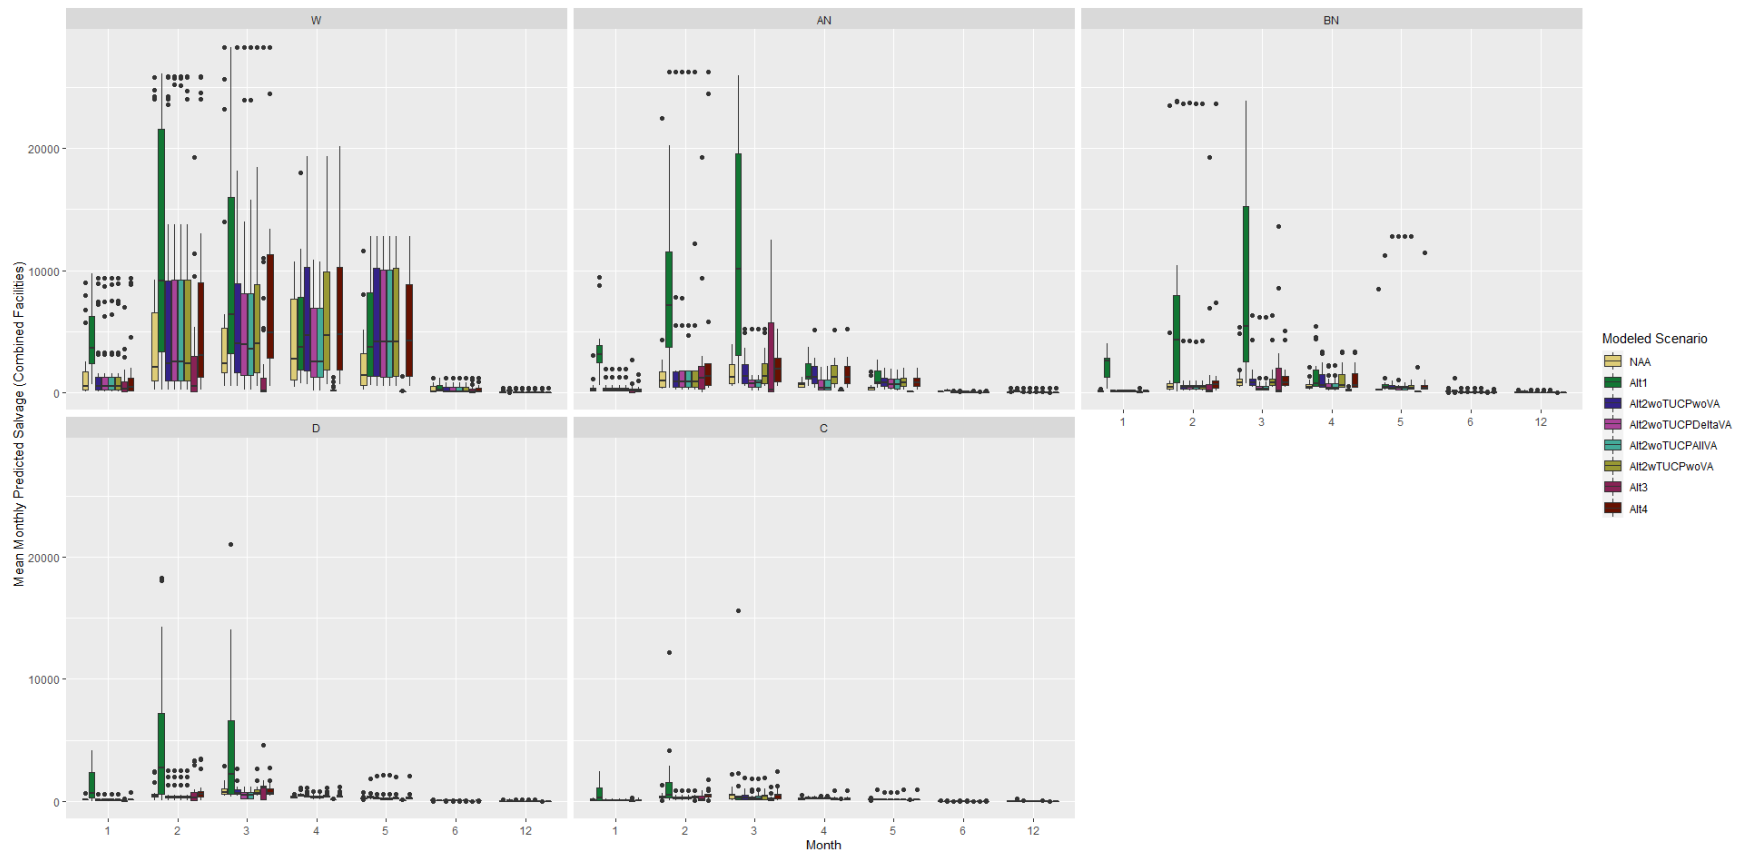 W
AN
BN
Mean Monthly Predicted Salvage (Combined Facilities)
20000
10000
0
1 2 3 4 5 6 12
D
C
20000
10000
0
1 2 3 4 5 6 12
1 2 3 4 5 6 12
Month
Modeled Scenario
NAA
Alt1
Alt2woTUCPwoVA
Alt2woTUCPDeltaVA
Alt2woTUCPAllVA
Alt2wTUCPwoVA
Alt3
Alt4